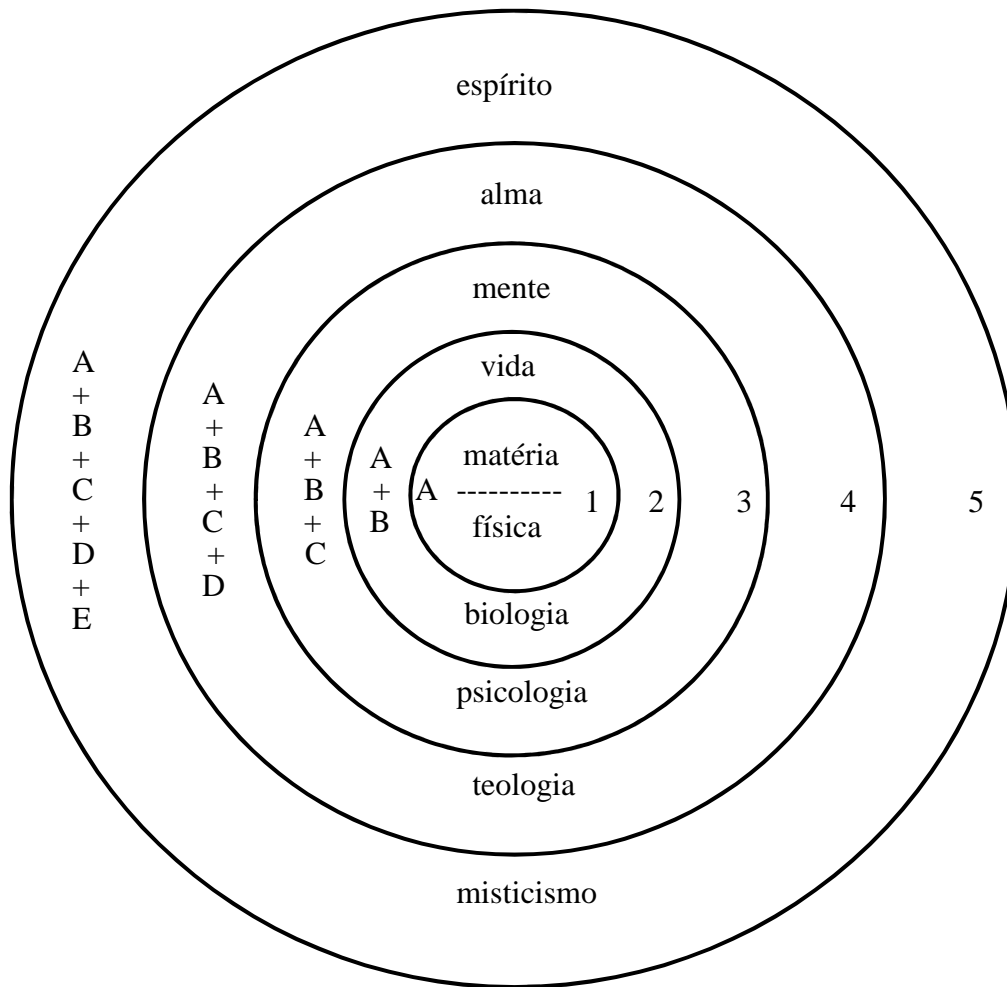 espírito
alma
mente
vida
matéria
----------
física
biologia
psicologia
teologia
misticismo
A
+
B
+
C
+
D
+
E
A
+
B
+
C
+
D
A
+
B
+
C
A
+
B
A
1
2
3
4
5